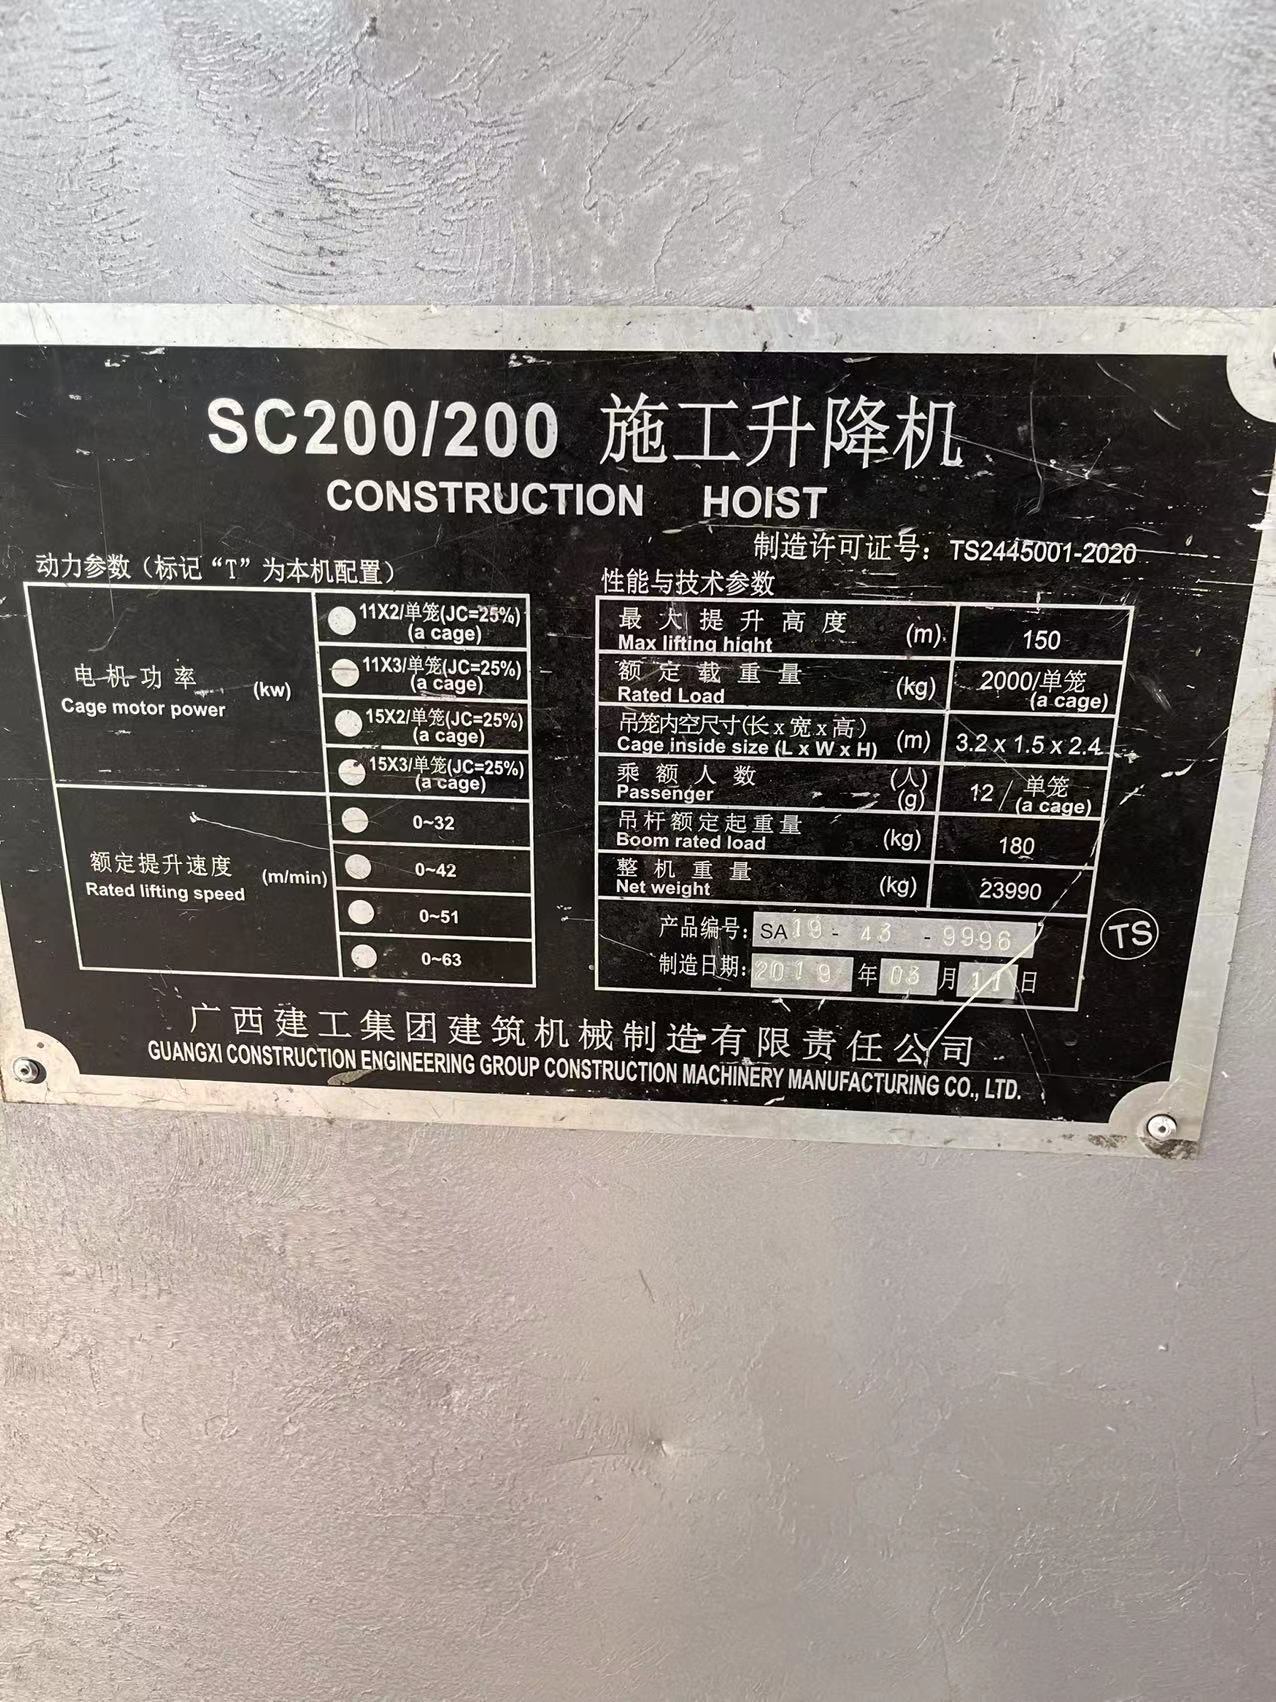 SC200/200 施工升降机
CONSTRUCTION HOIST
制造许可证号：TS2445001-2020
动力参数（标记“T”为本机配置）
电机功率 (kw)
Cage motor power
11X2/单笼(JC=25%)
(a cage)
11X3/单笼(JC=25%)
(a cage)
15X2/单笼(JC=25%)
(a cage)
15X3/单笼(JC=25%)
(a cage)
额定提升速度 (m/min)
Rated lifting speed
0~32
0~42
0~51
0~63
性能与技术参数
最大提升高度 (m) 150
Max lifting hight
额定载重量 (kg) 2000/单笼
Rated Load (a cage)
吊笼内空尺寸(长x宽x高) (m) 3.2 x 1.5 x 2.4
Cage inside size (L x W x H)
乘额人数 (人) 12 / 单笼
Passenger (g) (a cage)
吊杆额定起重量 (kg) 180
Boom rated load
整机重量 (kg) 23990
Net weight
产品编号：SA19-43-9996
制造日期：2019年03月11日
TS
广西建工集团建筑机械制造有限责任公司
GUANGXI CONSTRUCTION ENGINEERING GROUP CONSTRUCTION MACHINERY MANUFACTURING CO., LTD.